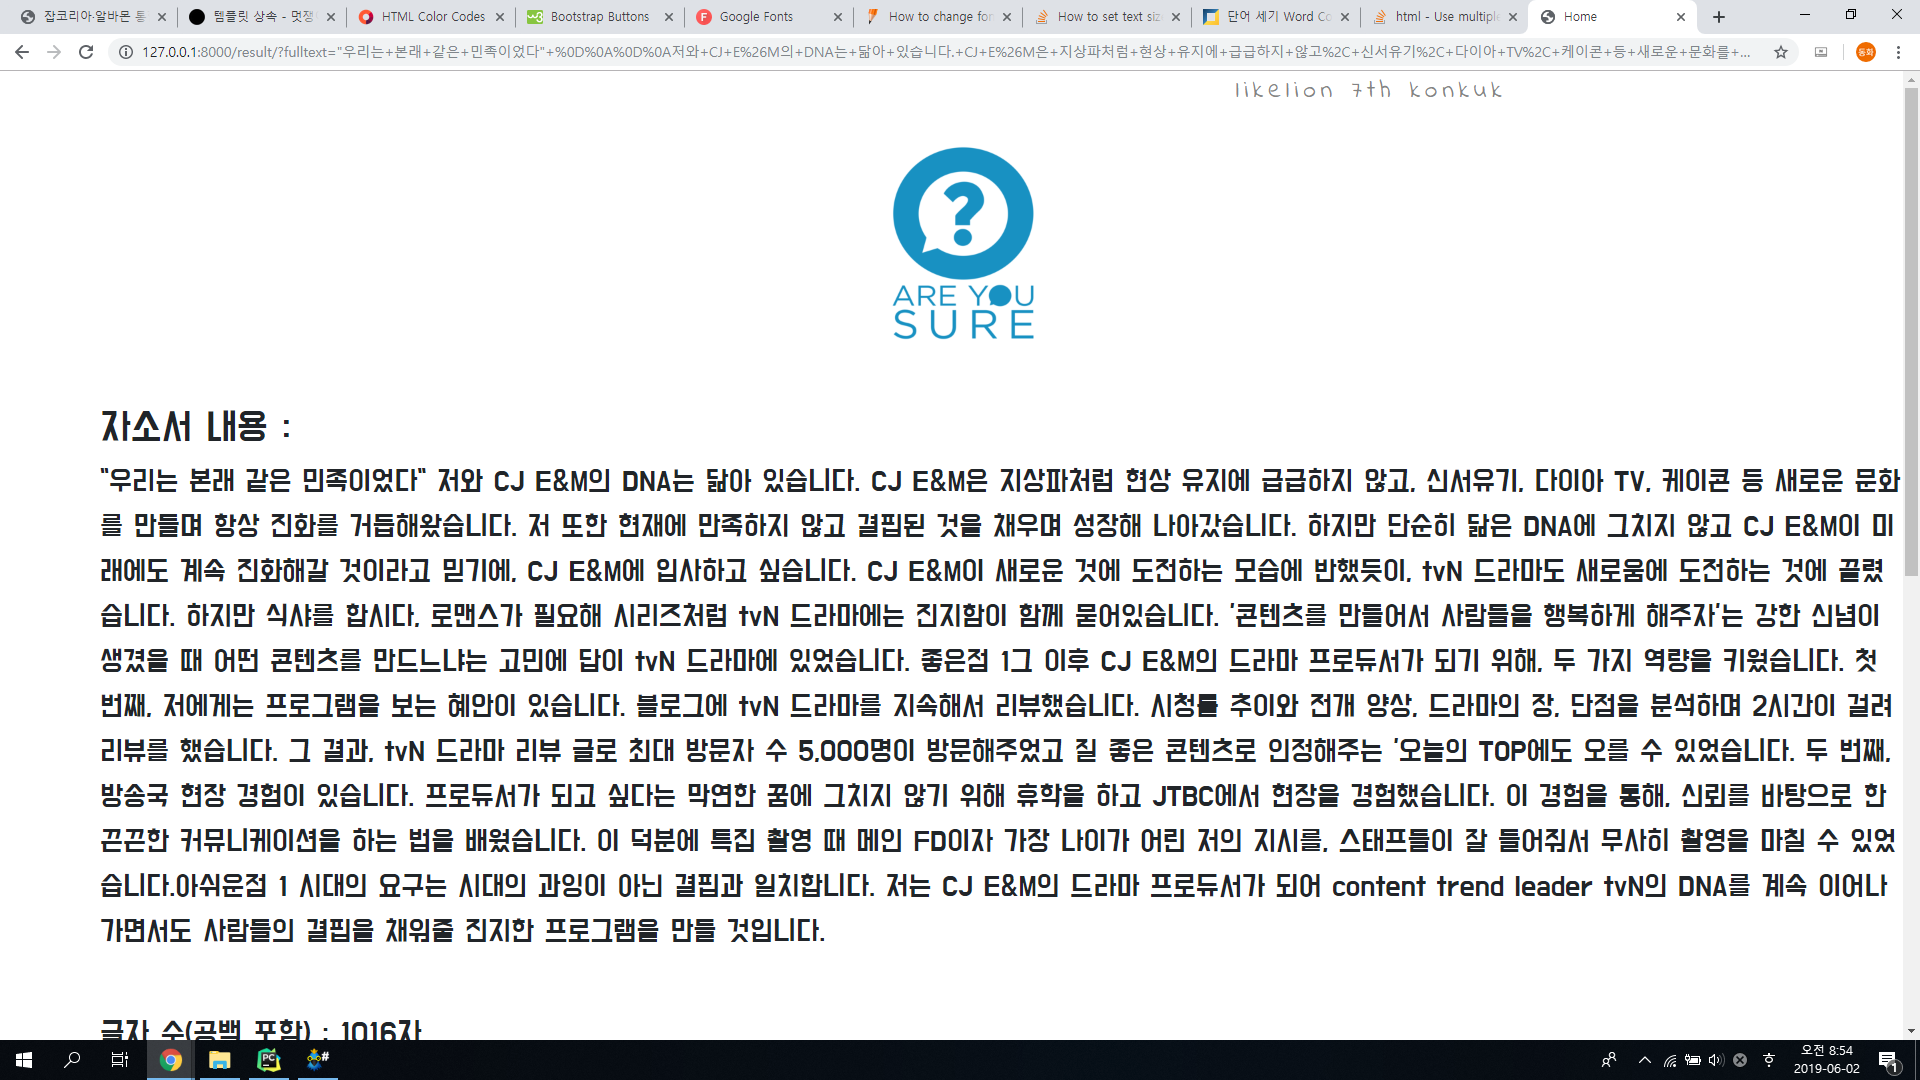 잡코리아·알바몬 통
템플릿 상속 - 멋쟁
HTML Color Codes
Bootstrap Buttons
Google Fonts
How to change fon
How to set text size
단어 세기 Word Co
html - Use multiple
Home
127.0.0.1:8000/result/?fulltext="우리는+본래+같은+민족이었다"+%0D%0A%0D%0A저와+CJ+E%26M의+DNA는+닮아+있습니다.+CJ+E%26M은+지상파처럼+현상+유지에+급급하지+않고%2C+신서유기%2C+다이아+TV%2C+케이콘+등+새로운+문화를+...
동화
likelion 7th konkuk
?
ARE YOU
SURE
자소서 내용 :
"우리는 본래 같은 민족이었다" 저와 CJ E&M의 DNA는 닮아 있습니다. CJ E&M은 지상파처럼 현상 유지에 급급하지 않고, 신서유기, 다이아 TV, 케이콘 등 새로운 문화
를 만들며 항상 진화를 거듭해왔습니다. 저 또한 현재에 만족하지 않고 결핍된 것을 채우며 성장해 나아갔습니다. 하지만 단순히 닮은 DNA에 그치지 않고 CJ E&M이 미
래에도 계속 진화해갈 것이라고 믿기에, CJ E&M에 입사하고 싶습니다. CJ E&M이 새로운 것에 도전하는 모습에 반했듯이, tvN 드라마도 새로움에 도전하는 것에 끌렸
습니다. 하지만 식샤를 합시다, 로맨스가 필요해 시리즈처럼 tvN 드라마에는 진지함이 함께 묻어있습니다. '콘텐츠를 만들어서 사람들을 행복하게 해주자'는 강한 신념이
생겼을 때 어떤 콘텐츠를 만드느냐는 고민에 답이 tvN 드라마에 있었습니다. 좋은점 1그 이후 CJ E&M의 드라마 프로듀서가 되기 위해, 두 가지 역량을 키웠습니다. 첫
번째, 저에게는 프로그램을 보는 혜안이 있습니다. 블로그에 tvN 드라마를 지속해서 리뷰했습니다. 시청률 추이와 전개 양상, 드라마의 장, 단점을 분석하며 2시간이 걸려
리뷰를 했습니다. 그 결과, tvN 드라마 리뷰 글로 최대 방문자 수 5,000명이 방문해주었고 질 좋은 콘텐츠로 인정해주는 '오늘의 TOP에도 오를 수 있었습니다. 두 번째,
방송국 현장 경험이 있습니다. 프로듀서가 되고 싶다는 막연한 꿈에 그치지 않기 위해 휴학을 하고 JTBC에서 현장을 경험했습니다. 이 경험을 통해, 신뢰를 바탕으로 한
끈끈한 커뮤니케이션을 하는 법을 배웠습니다. 이 덕분에 특집 촬영 때 메인 FD이자 가장 나이가 어린 저의 지시를, 스태프들이 잘 들어줘서 무사히 촬영을 마칠 수 있었
습니다.아쉬운점 1 시대의 요구는 시대의 과잉이 아닌 결핍과 일치합니다. 저는 CJ E&M의 드라마 프로듀서가 되어 content trend leader tvN의 DNA를 계속 이어나
가면서도 사람들의 결핍을 채워줄 진지한 프로그램을 만들 것입니다.
글자 수(공백 포함) : 1016자
오전 8:54
2019-06-02
1